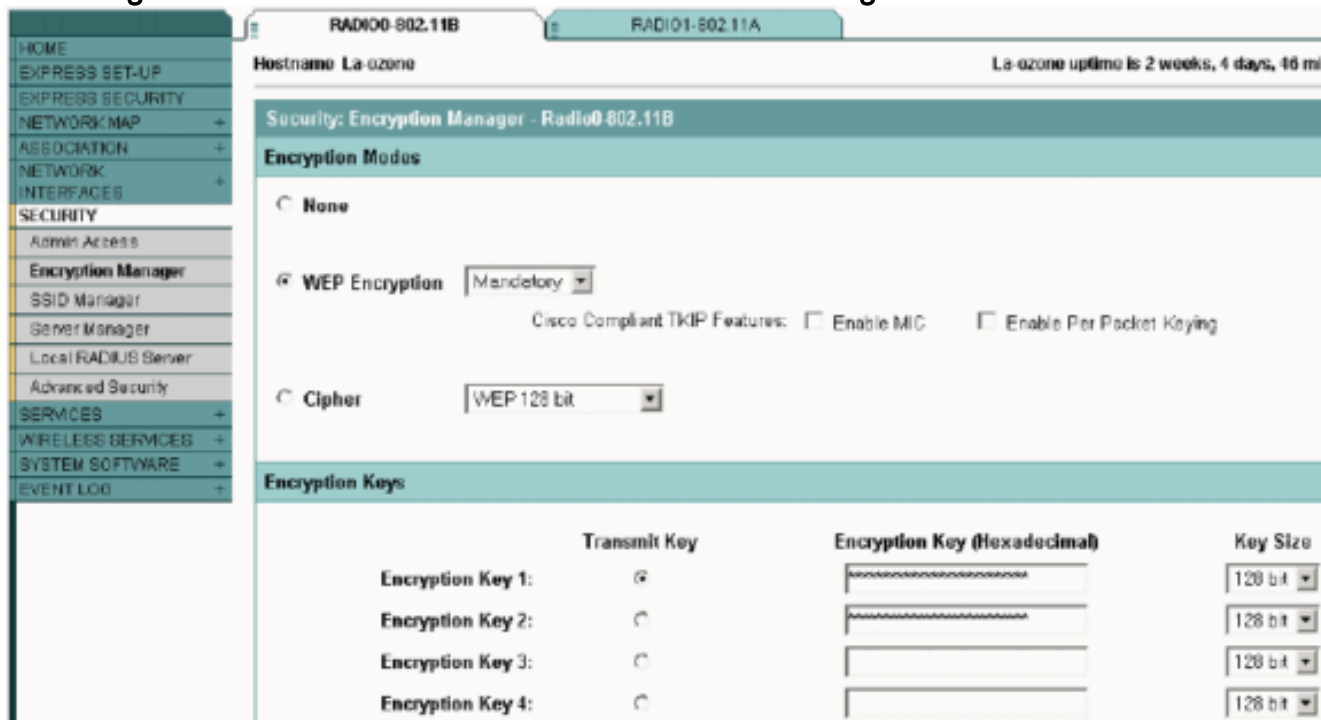 RADIO0-802.11B
RADIO1-802.11A
HOME
EXPRESS SET-UP
EXPRESS SECURITY
NETWORK MAP +
ASSOCIATION +
NETWORK
INTERFACES +
SECURITY
Admin Access
Encryption Manager
SSID Manager
Server Manager
Local RADIUS Server
Advanced Security
SERVICES +
WIRELESS SERVICES +
SYSTEM SOFTWARE +
EVENT LOG +
Hostname La-ozone
La-ozone uptime is 2 weeks, 4 days, 46 mi
Security: Encryption Manager - Radio0-802.11B
Encryption Modes
None
WEP Encryption Mandatory
Cisco Compliant TKIP Features: Enable MIC Enable Per Packet Keying
Cipher WEP 128 bit
Encryption Keys
Transmit Key Encryption Key (Hexadecimal) Key Size
Encryption Key 1: 128 bit
Encryption Key 2: 128 bit
Encryption Key 3: 128 bit
Encryption Key 4: 128 bit